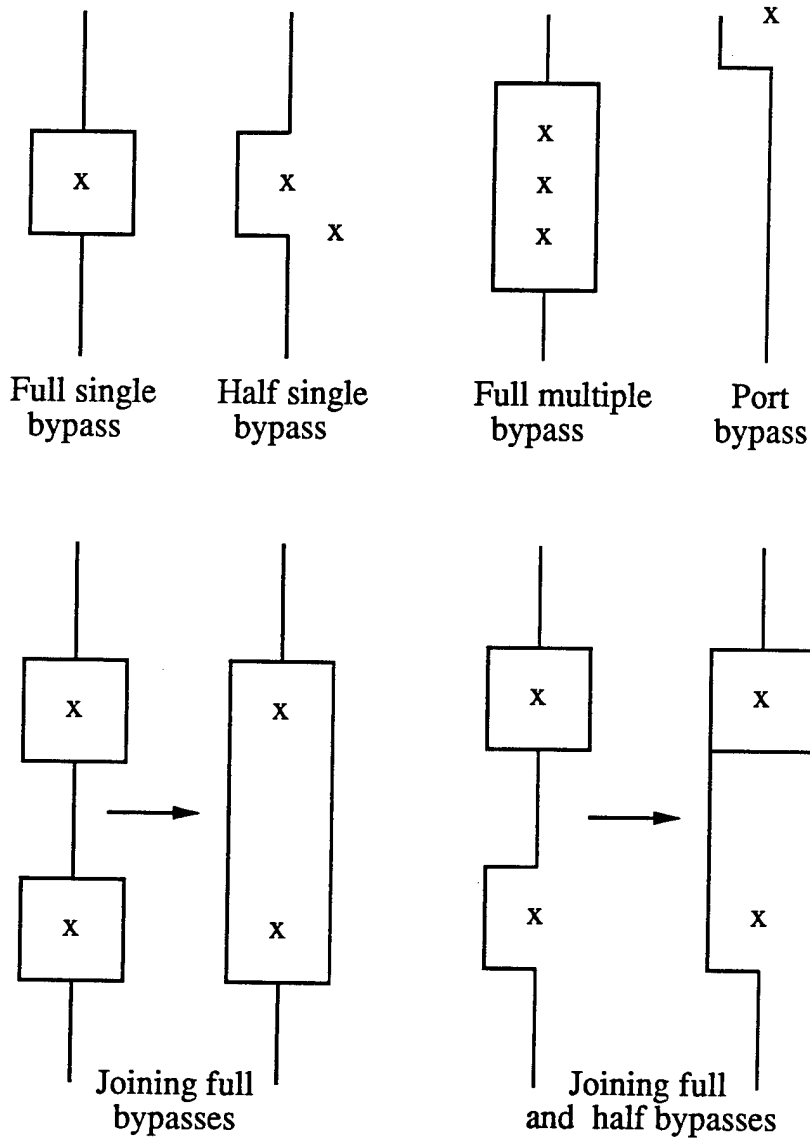 x
x
x
x
x
x
x
Full single bypass
Half single bypass
Full multiple bypass
Port bypass
x
x
x
x
x
x
x
x
Joining full bypasses
Joining full and half bypasses